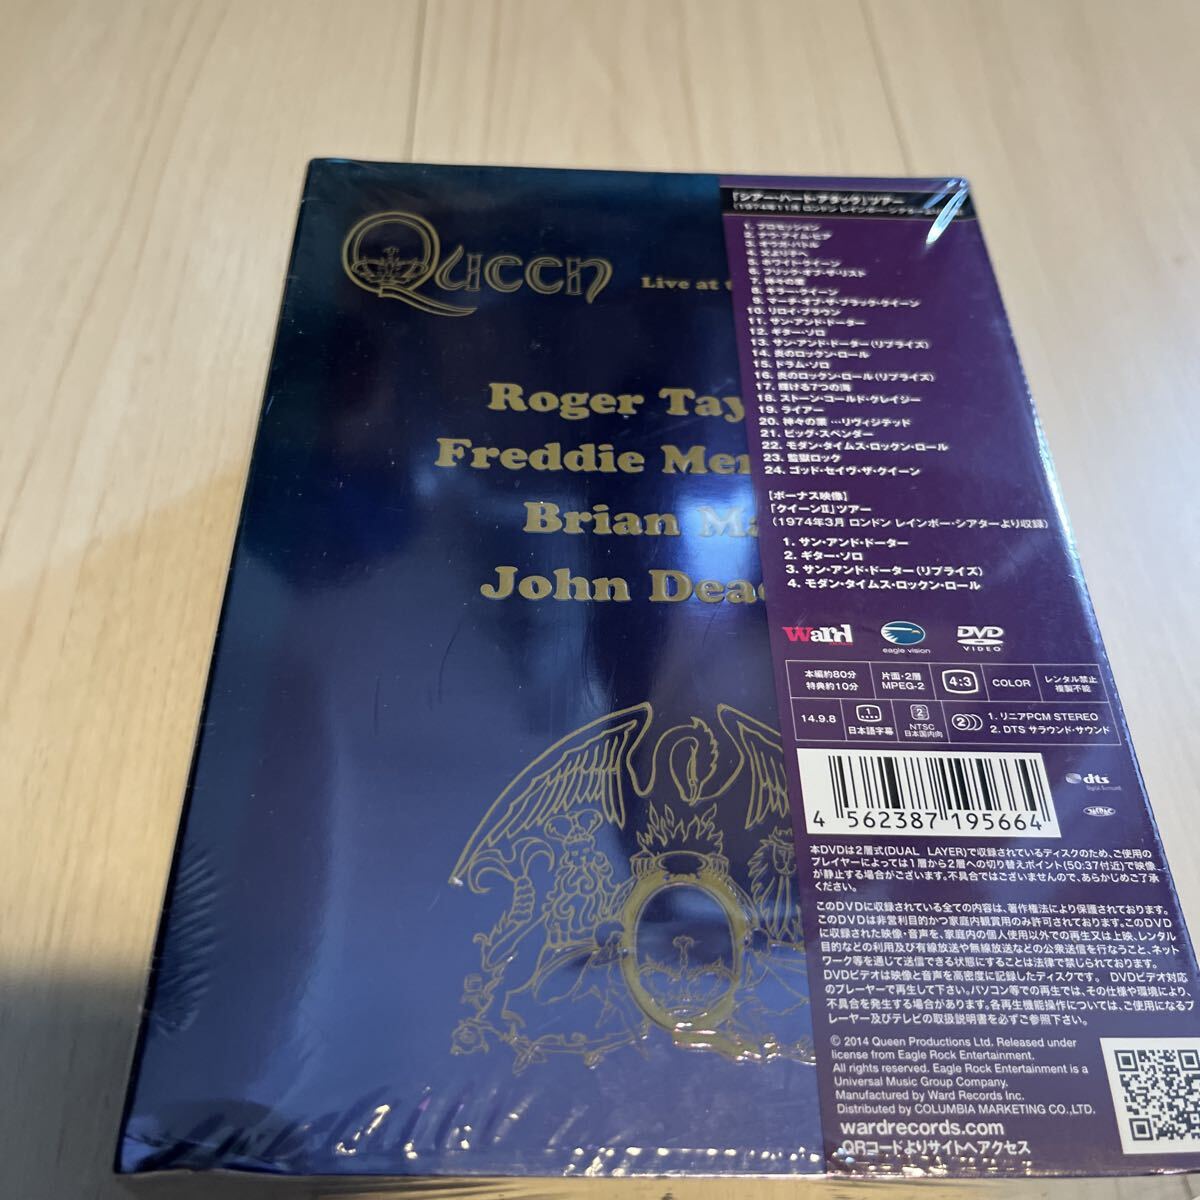 Queen
Live at t
Roger Tay
Freddie Mer
Brian Ma
John Dea
「シアー・ハート・アタック」ツアー
(1974年11月 ロンドン レインボー・シアター
1. プロセッション
2. ナウ・アイム・ヒア
3. オウガ・バトル
4. 父より子へ
5. ホワイト・クイーン
6. フリック・オブ・ザ・リスト
7. 神々の業
8. キラー・クイーン
9. マーチ・オブ・ザ・ブラック・クイーン
10. リロイ・ブラウン
11. サン・アンド・ドーター
12. ギター・ソロ
13. サン・アンド・ドーター(リプライズ)
14. 炎のロックン・ロール
15. ドラム・ソロ
16. 炎のロックン・ロール(リプライズ)
17. 輝ける7つの海
18. ストーン・コールド・クレイジー
19. ライアー
20. 神々の業 …リヴィジテッド
21. ビッグ・スペンダー
22. モダン・タイムス・ロックン・ロール
23. 監獄ロック
24. ゴッド・セイヴ・ザ・クイーン
【ボーナス映像】
「クイーンⅡ」ツアー
(1974年3月 ロンドン レインボー・シアターより収録)
1. サン・アンド・ドーター
2. ギター・ソロ
3. サン・アンド・ドーター(リプライズ)
4. モダン・タイムス・ロックン・ロール
Ward
eagle vision
DVD VIDEO
本編約80分
特典約10分
片面・2層
MPEG-2
4:3
COLOR
レンタル禁止
複製不能
14.9.8
1
日本語字幕
2
NTSC
日本国内向
2
1. リニアPCM STEREO
2. DTS サラウンド・サウンド
4 562387 195664
dts
Digital Surround
本DVDは2層式(DUAL LAYER)で収録されているディスクのため、ご使用の
プレイヤーによっては1層から2層への切り替えポイント(50:37付近)で映像
が静止する場合がございます。不具合ではございませんので、あらかじめご了承
ください。
このDVDに収録されている全ての内容は、著作権法により保護されております。
このDVDは非営利目的かつ家庭内観賞用のみ許可されております。このDVD
に収録された映像・音声を、家庭内の個人使用以外での再生又は上映、レンタル
目的などの利用及び有線放送や無線放送などの公衆送信を行なうこと、ネット
ワーク等を通じて送信できる状態にすることは法律で禁じられております。
DVDビデオは映像と音声を高密度に記録したディスクです。 DVDビデオ対応
のプレーヤーで再生して下さい。パソコン等での再生では、その仕様や環境により、
不具合を発生する場合があります。各再生機能操作については、ご使用になるプ
レーヤー及びテレビの取扱説明書を必ずご参照下さい。
© 2014 Queen Productions Ltd. Released under
license from Eagle Rock Entertainment.
All rights reserved. Eagle Rock Entertainment is a
Universal Music Group Company.
Manufactured by Ward Records Inc.
Distributed by COLUMBIA MARKETING CO.,LTD.
wardrecords.com
QRコードよりサイトへアクセス